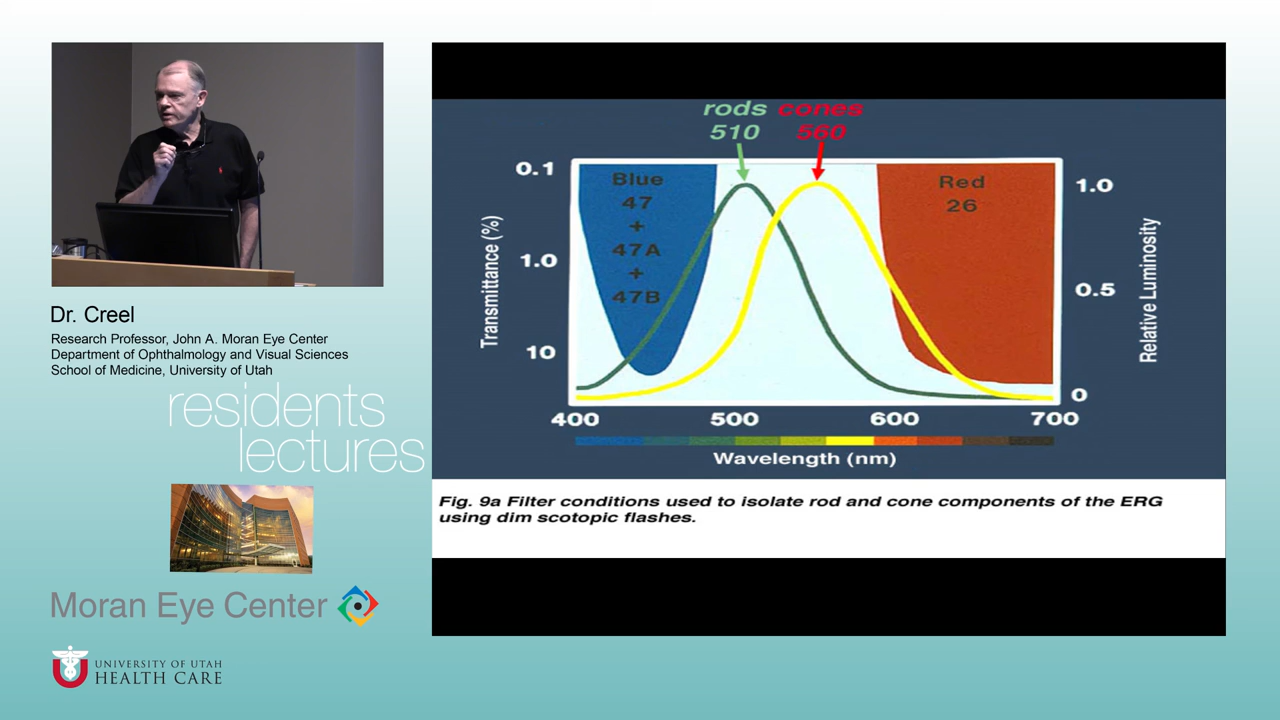 rods cones
510 560
0.1
1.0
10
Transmittance (%)
Blue
47
+
47A
+
47B
Red
26
1.0
0.5
0
Relative Luminosity
400 500 600 700
Wavelength (nm)
Fig. 9a Filter conditions used to isolate rod and cone components of the ERG
using dim scotopic flashes.
Dr. Creel
Research Professor, John A. Moran Eye Center
Department of Ophthalmology and Visual Sciences
School of Medicine, University of Utah
residents
lectures
Moran Eye Center
UNIVERSITY OF UTAH
HEALTH CARE